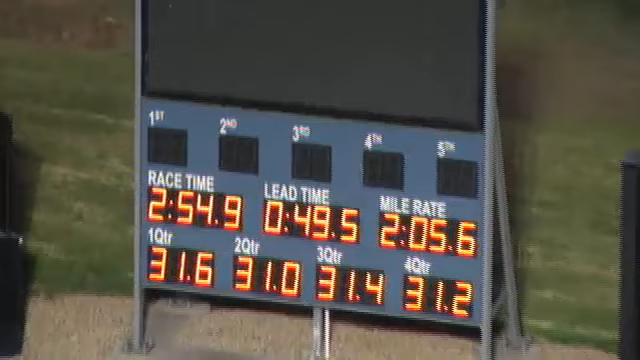 1ST 2ND 3RD 4TH 5TH
RACE TIME LEAD TIME MILE RATE
2:54.9 0:49.5 2:05.6
1Qtr 2Qtr 3Qtr 4Qtr
31.6 31.0 31.4 31.2